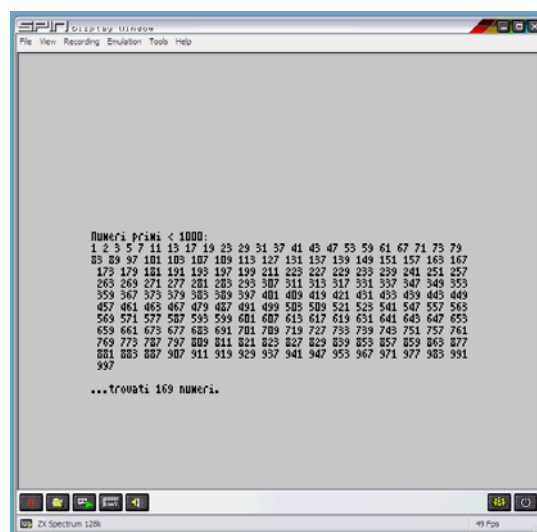 SPIN Display Window
File View Recording Emulation Tools Help
Numeri primi < 1000:
1 2 3 5 7 11 13 17 19 23 29 31 37 41 43 47 53 59 61 67 71 73 79
83 89 97 101 103 107 109 113 127 131 137 139 149 151 157 163 167
173 179 181 191 193 197 199 211 223 227 229 233 239 241 251 257
263 269 271 277 281 283 293 307 311 313 317 331 337 347 349 353
359 367 373 379 383 389 397 401 409 419 421 431 433 439 443 449
457 461 463 467 479 487 491 499 503 509 521 523 541 547 557 563
569 571 577 587 593 599 601 607 613 617 619 631 641 643 647 653
659 661 673 677 683 691 701 709 719 727 733 739 743 751 757 761
769 773 787 797 809 811 821 823 827 829 839 853 857 859 863 877
881 883 887 907 911 919 929 937 941 947 953 967 971 977 983 991
997
...trovati 169 numeri.
ZX Spectrum 128k
49 Fps